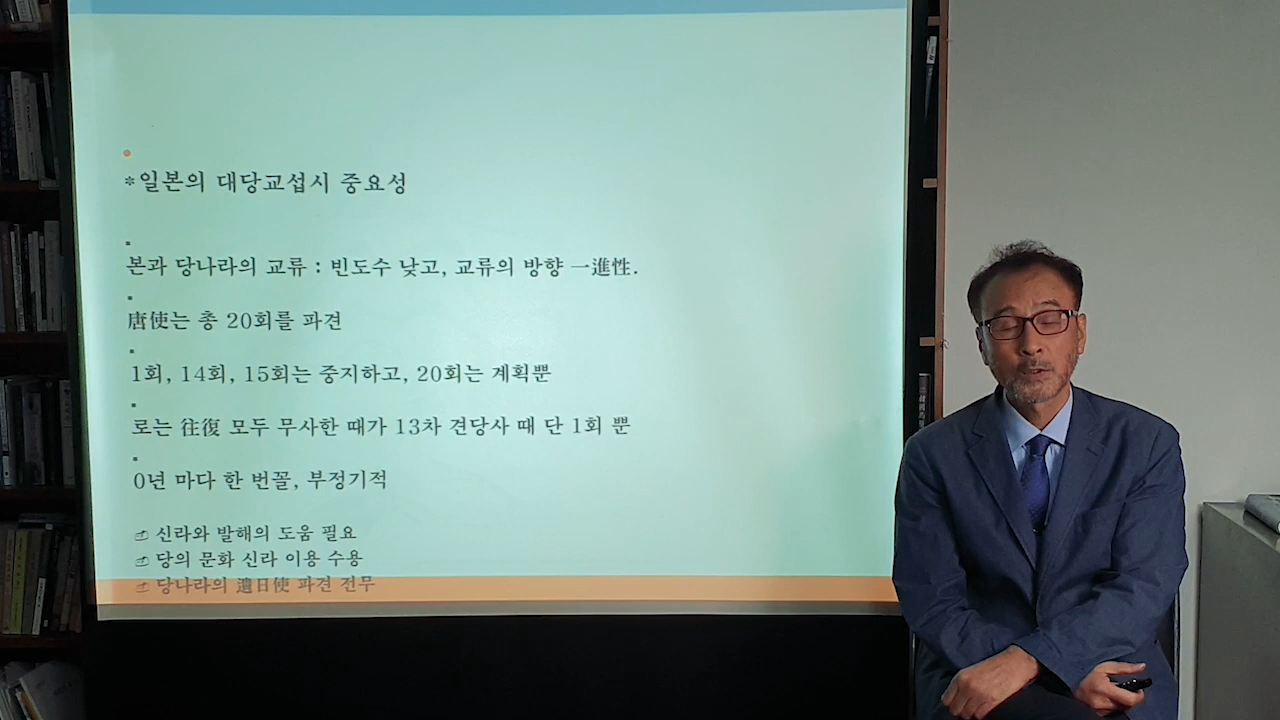 *일본의 대당교섭시 중요성
본과 당나라의 교류 : 빈도수 낮고, 교류의 방향 一進性.
唐使는 총 20회를 파견
1회, 14회, 15회는 중지하고, 20회는 계획뿐
로는 往復 모두 무사한 때가 13차 견당사 때 단 1회 뿐
0년 마다 한 번꼴, 부정기적
신라와 발해의 도움 필요
당의 문화 신라 이용 수용
당나라의 遺日使 파견 전무